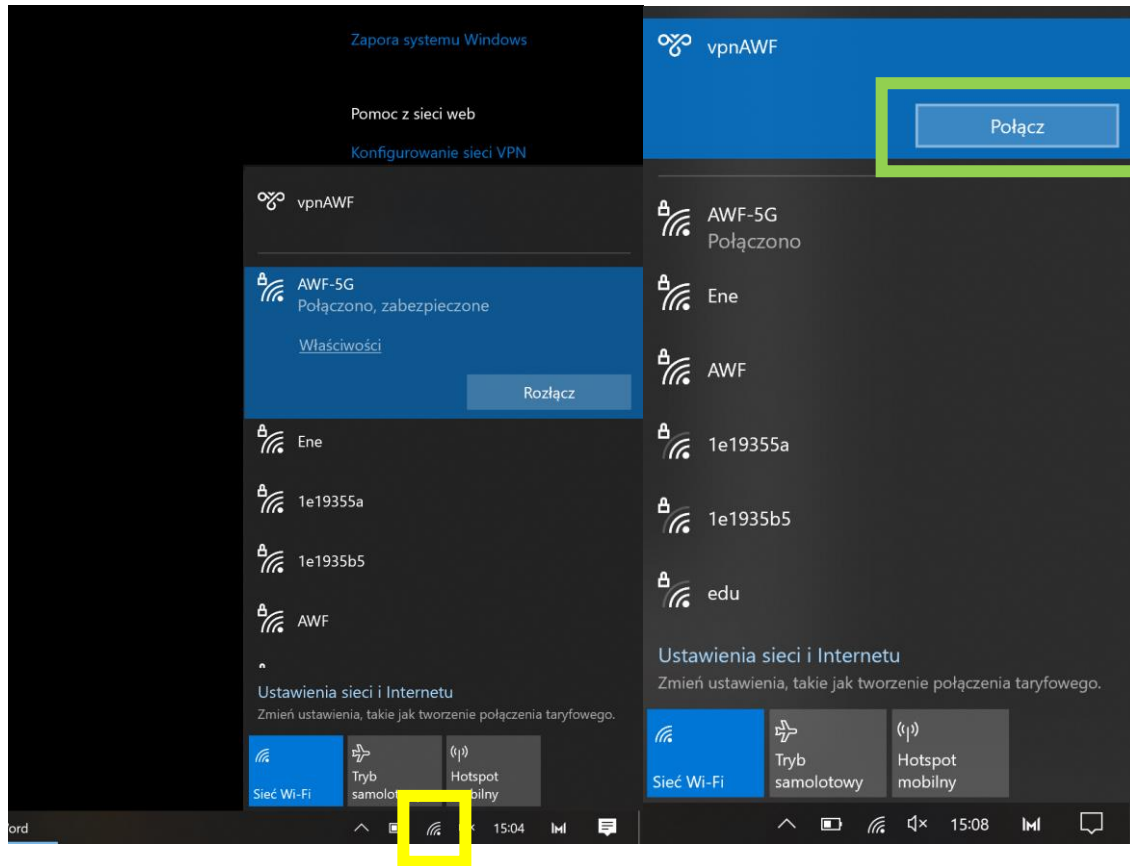 Zapora systemu Windows
Pomoc z sieci web
Konfigurowanie sieci VPN
vpnAWF
AWF-5G
Połączono, zabezpieczone
Właściwości
Rozłącz
Ene
1e19355a
1e1935b5
AWF
Ustawienia sieci i Internetu
Zmień ustawienia, takie jak tworzenie połączenia taryfowego.
Sieć Wi-Fi
Tryb
Hotspot
15:04
vpnAWF
Połącz
AWF-5G
Połączono
Ene
AWF
1e19355a
1e1935b5
edu
Ustawienia sieci i Internetu
Zmień ustawienia, takie jak tworzenie połączenia taryfowego.
Sieć Wi-Fi
Tryb
samolotowy
Hotspot
mobilny
15:08